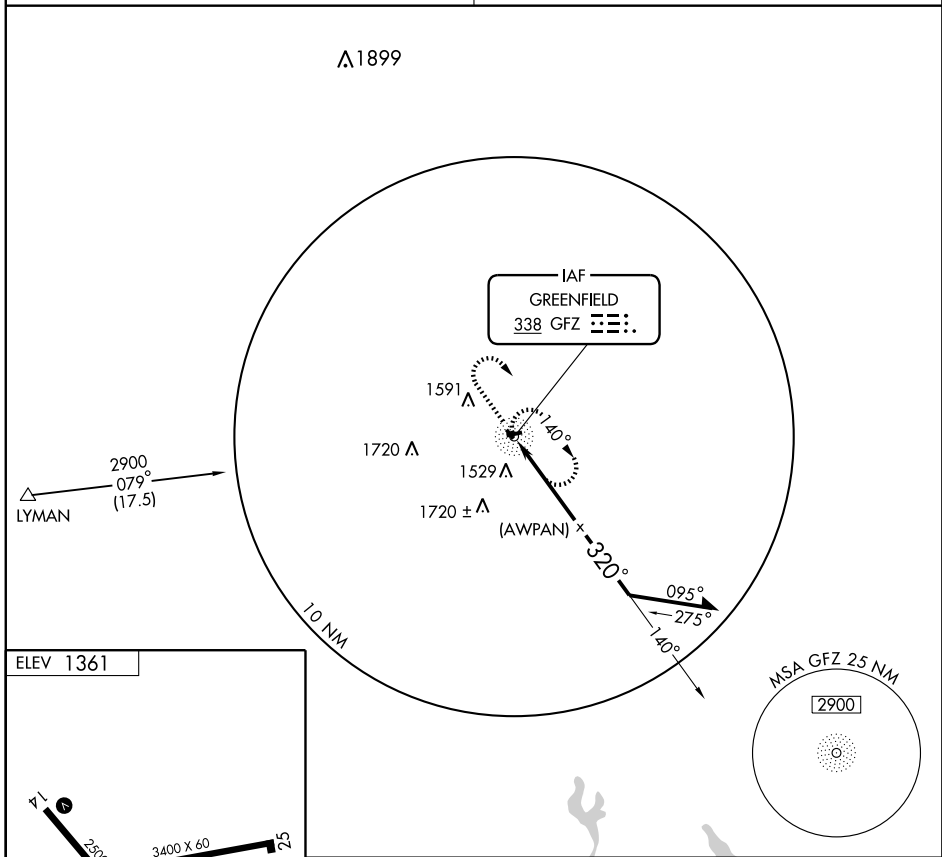 1899
IAF
GREENFIELD
338 GFZ
1591
140°
1720
1529
2900
079°
(17.5)
LYMAN
1720 ±
(AWPAN)
320°
095°
275°
140°
10 NM
ELEV 1361
MSA GFZ 25 NM
2900
14
V
3400 X 60
25